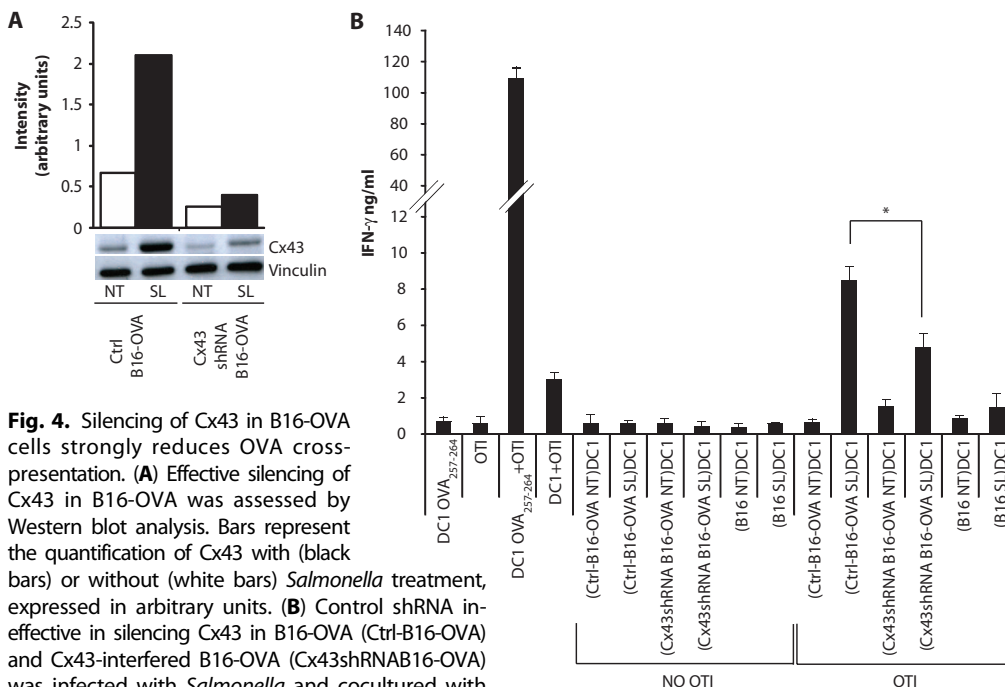 A
2.5
2
1.5
1
0.5
0
Intensity
(arbitrary units)
Cx43
Vinculin
NT SL NT SL
Ctrl
B16-OVA
Cx43
shRNA
B16-OVA
B
140
120
100
80
60
40
12
10
8
6
4
2
0
IFN-γ ng/ml
*
DC1 OVA257-264
OTI
DC1 OVA257-264+OTI
DC1+OTI
(Ctrl-B16-OVA NT)DC1
(Ctrl-B16-OVA SL)DC1
(Cx43shRNA B16-OVA NT)DC1
(Cx43shRNA B16-OVA SL)DC1
(B16 NT)DC1
(B16 SL)DC1
(Ctrl-B16-OVA NT)DC1
(Ctrl-B16-OVA SL)DC1
(Cx43shRNA B16-OVA NT)DC1
(Cx43shRNA B16-OVA SL)DC1
(B16 NT)DC1
(B16 SL)DC1
NO OTI
OTI
Fig. 4. Silencing of Cx43 in B16-OVA
cells strongly reduces OVA cross-
presentation. (A) Effective silencing of
Cx43 in B16-OVA was assessed by
Western blot analysis. Bars represent
the quantification of Cx43 with (black
bars) or without (white bars) Salmonella treatment,
expressed in arbitrary units. (B) Control shRNA in-
effective in silencing Cx43 in B16-OVA (Ctrl-B16-OVA)
and Cx43-interfered B16-OVA (Cx43shRNAB16-OVA)
was infected with Salmonella and cocultured with